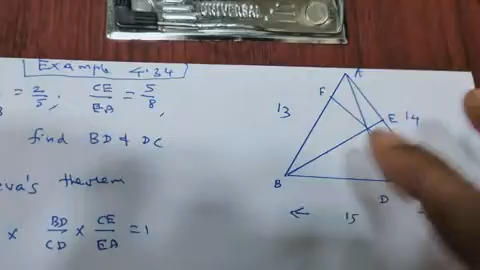 UNIVERSAL
Example 4.34
= 2/5 ; CE/EA = 5/8 ,
find BD & DC
eva's theorem
x BD/CD x CE/EA = 1
A
F
13
E 14
B
D
15